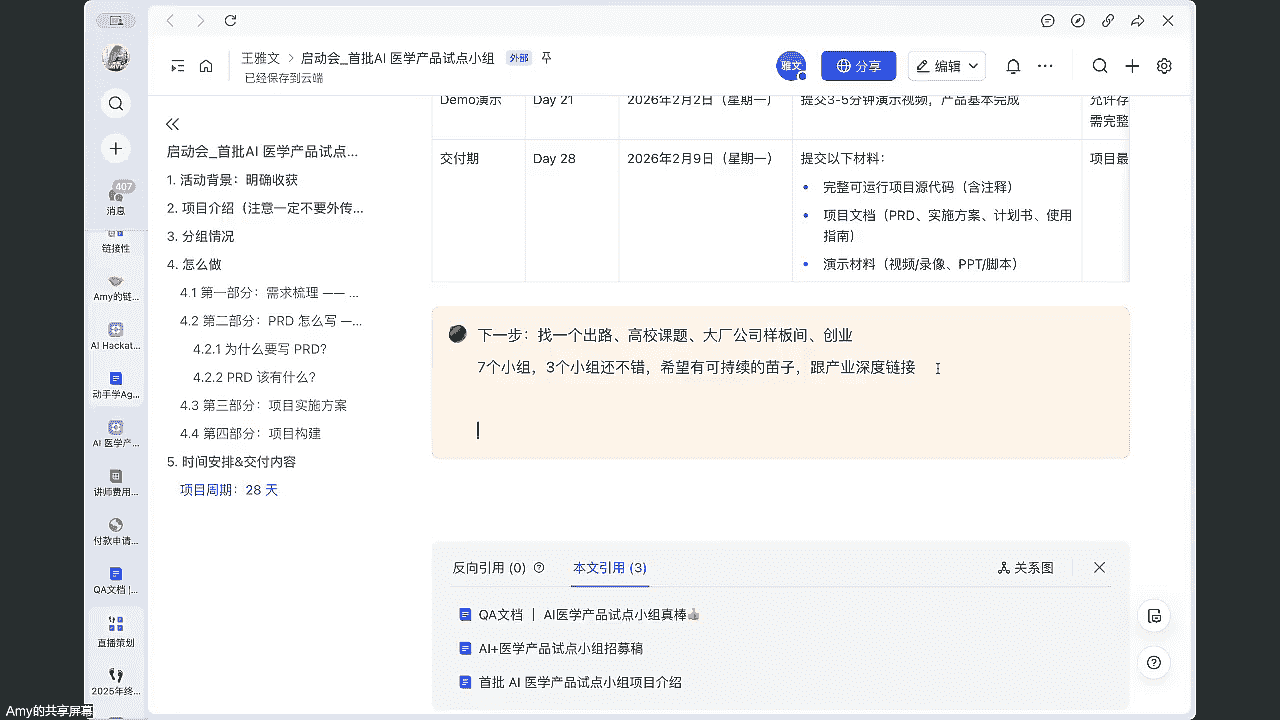 王雅文 > 启动会_首批AI 医学产品试点小组 外部
已经保存到云端
雅文
分享
编辑
407
消息
链接性
Amy的链...
AI Hackat...
动手学Ag...
AI 医学产...
讲师费用...
付款申请...
QA文档 |...
直播策划
2025年终...
启动会_首批AI 医学产品试点...
1. 活动背景：明确收获
2. 项目介绍（注意一定不要外传...
3. 分组情况
4. 怎么做
4.1 第一部分：需求梳理 —— ...
4.2 第二部分：PRD 怎么写 —...
4.2.1 为什么要写 PRD?
4.2.2 PRD 该有什么?
4.3 第三部分：项目实施方案
4.4 第四部分：项目构建
5. 时间安排&交付内容
项目周期：28 天
Demo演示 Day 21 2026年2月2日（星期一） 提交3-5分钟演示视频，产品基本完成 允许存
需完整
交付期 Day 28 2026年2月9日（星期一） 提交以下材料： 项目最
完整可运行项目源代码（含注释）
项目文档（PRD、实施方案、计划书、使用
指南）
演示材料（视频/录像、PPT/脚本）
下一步：找一个出路、高校课题、大厂公司样板间、创业
7个小组，3个小组还不错，希望有可持续的苗子，跟产业深度链接
反向引用 (0) 本文引用 (3) 关系图
QA文档 ｜ AI医学产品试点小组真棒👍
AI+医学产品试点小组招募稿
首批 AI 医学产品试点小组项目介绍
Amy的共享屏幕